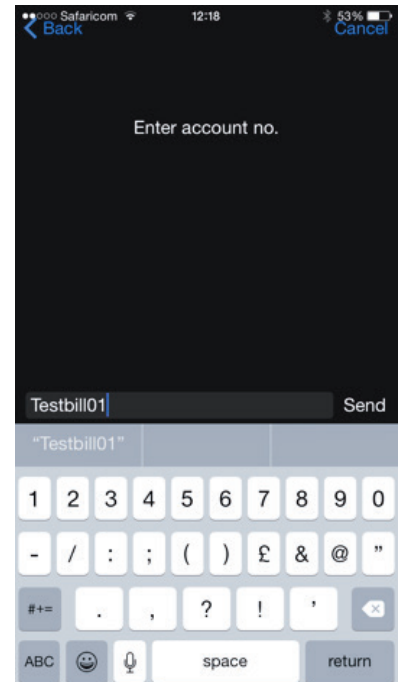 Safaricom 12:18 53%
Back Cancel
Enter account no.
Testbill01 Send
“Testbill01”
1 2 3 4 5 6 7 8 9 0
- / : ; ( ) £ & @ ”
#+= . , ? ! ’
ABC space return